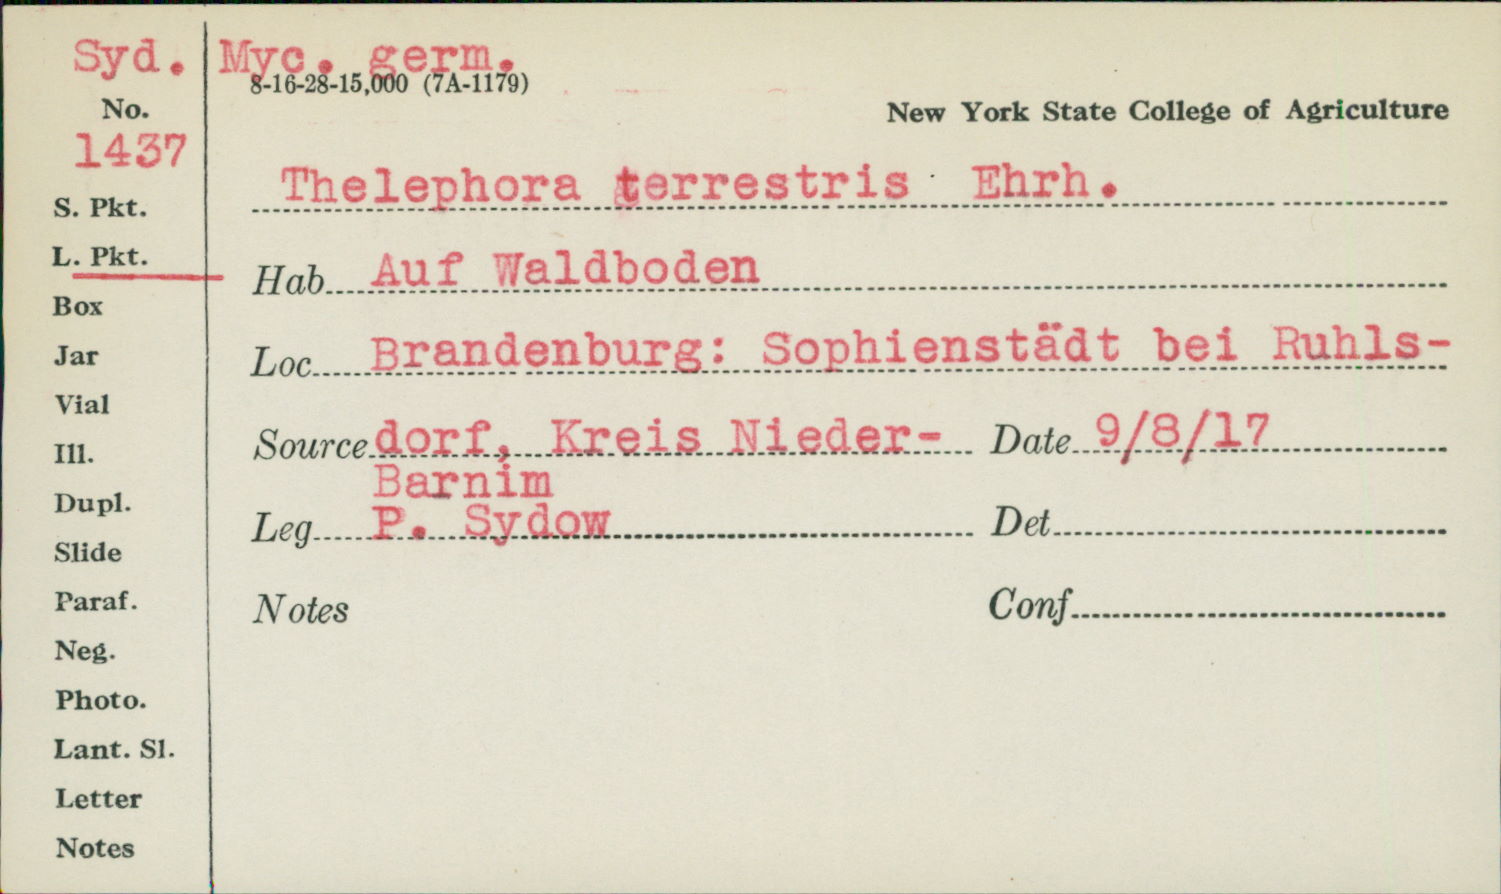 Syd. Myc. germ.
8-16-28-15,000 (7A-1179)
No.
New York State College of Agriculture
1437
Thelephora terrestris Ehrh.
S. Pkt.
L. Pkt.
Hab Auf Waldboden
Box
Jar
Loc Brandenburg: Sophienstädt bei Ruhls-
Vial
Source dorf, Kreis Nieder- Date 9/8/17
Ill.
Barnim
Dupl.
Leg P. Sydow Det
Slide
Paraf.
Notes Conf
Neg.
Photo.
Lant. Sl.
Letter
Notes